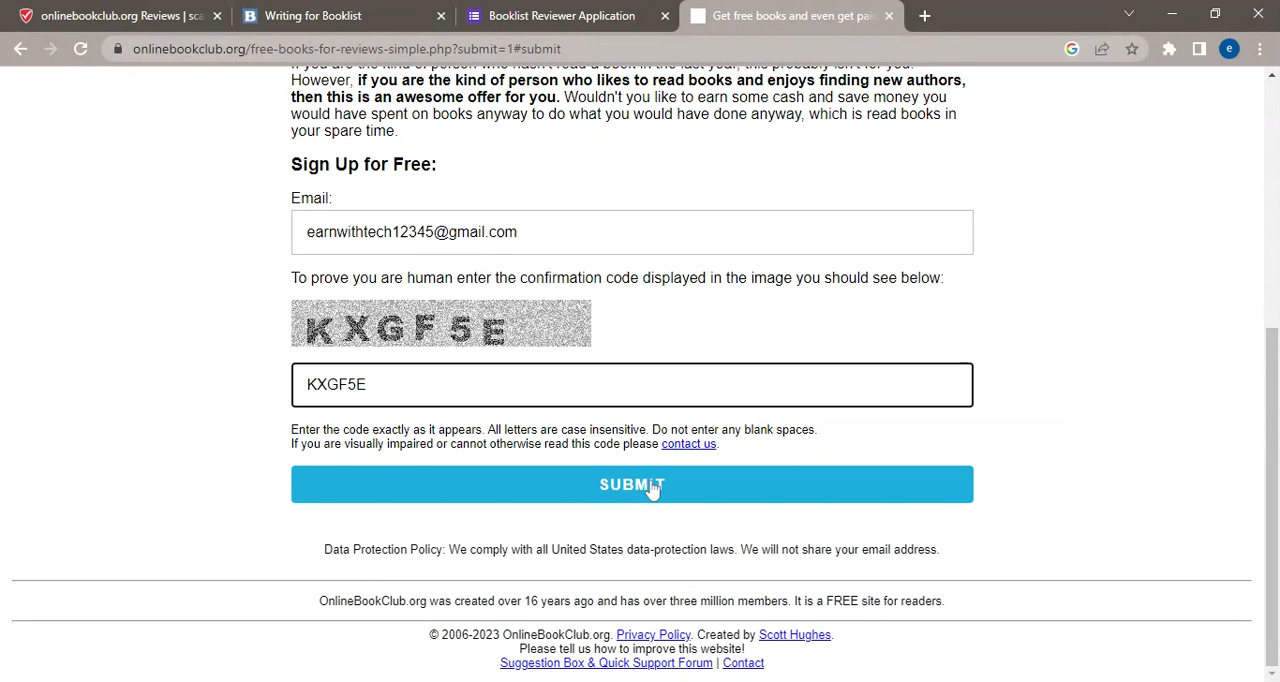 onlinebookclub.org Reviews | sca
Writing for Booklist
Booklist Reviewer Application
Get free books and even get paid
onlinebookclub.org/free-books-for-reviews-simple.php?submit=1#submit
e
However, if you are the kind of person who likes to read books and enjoys finding new authors,
then this is an awesome offer for you. Wouldn't you like to earn some cash and save money you
would have spent on books anyway to do what you would have done anyway, which is read books in
your spare time.
Sign Up for Free:
Email:
earnwithtech12345@gmail.com
To prove you are human enter the confirmation code displayed in the image you should see below:
KXGF5E
KXGF5E
Enter the code exactly as it appears. All letters are case insensitive. Do not enter any blank spaces.
If you are visually impaired or cannot otherwise read this code please contact us.
SUBMIT
Data Protection Policy: We comply with all United States data-protection laws. We will not share your email address.
OnlineBookClub.org was created over 16 years ago and has over three million members. It is a FREE site for readers.
© 2006-2023 OnlineBookClub.org. Privacy Policy. Created by Scott Hughes.
Please tell us how to improve this website!
Suggestion Box & Quick Support Forum | Contact